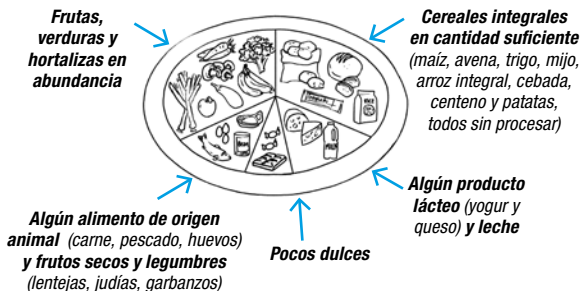 Frutas,
verduras y
hortalizas en
abundancia
Cereales integrales
en cantidad suficiente
(maíz, avena, trigo, mijo,
arroz integral, cebada,
centeno y patatas,
todos sin procesar)
Algún producto
lácteo (yogur y
queso) y leche
Pocos dulces
Algún alimento de origen
animal (carne, pescado, huevos)
y frutos secos y legumbres
(lentejas, judías, garbanzos)